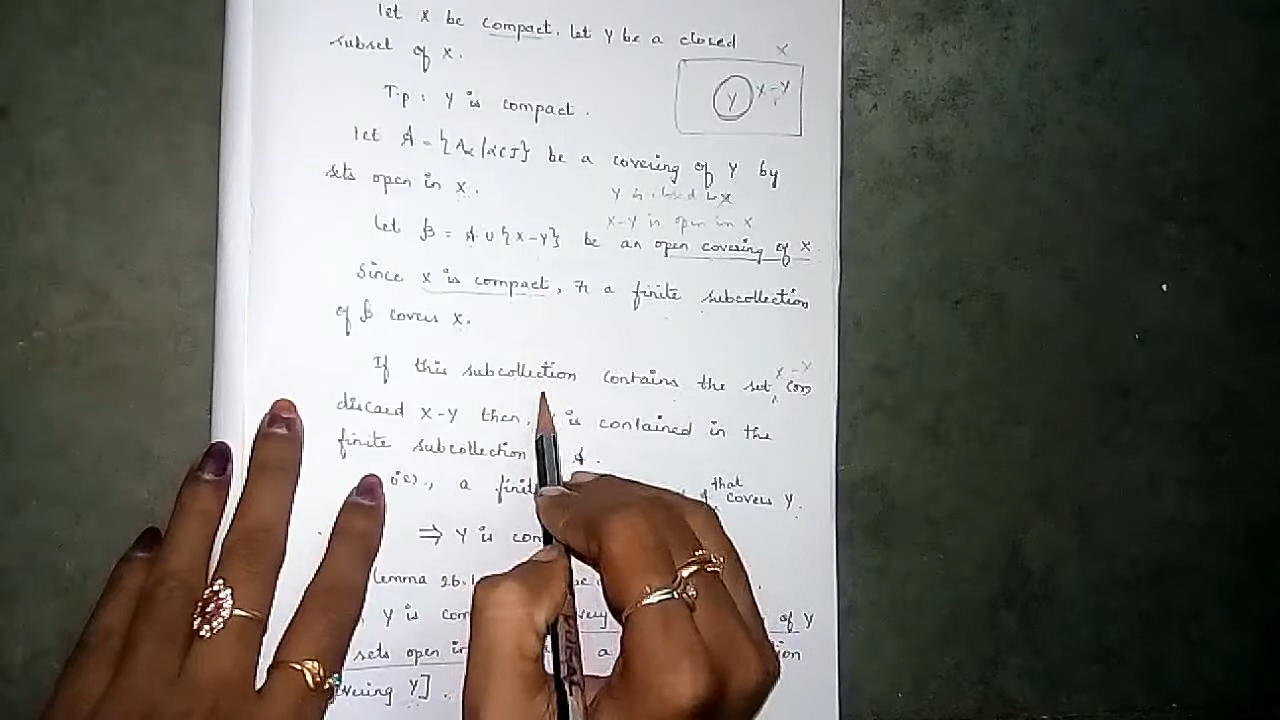 let X be compact. let Y be a closed
subset of X.
X
Y
X-Y
T.p: Y is compact.
let A = {Aα/α∈J} be a covering of Y by
sets open in X.
Y is closed in X
X-Y is open in X
let B = A ∪ {X-Y} be an open covering of X.
Since X is compact, ∃ a finite subcollection
of B covers X.
X-Y
If this subcollection contains the set,
discard X-Y then, is contained in the
finite subcollection A.
(ie)., a that covers Y.
⇒ Y is
Lemma 26.1
Y is of Y
sets open a
Y].